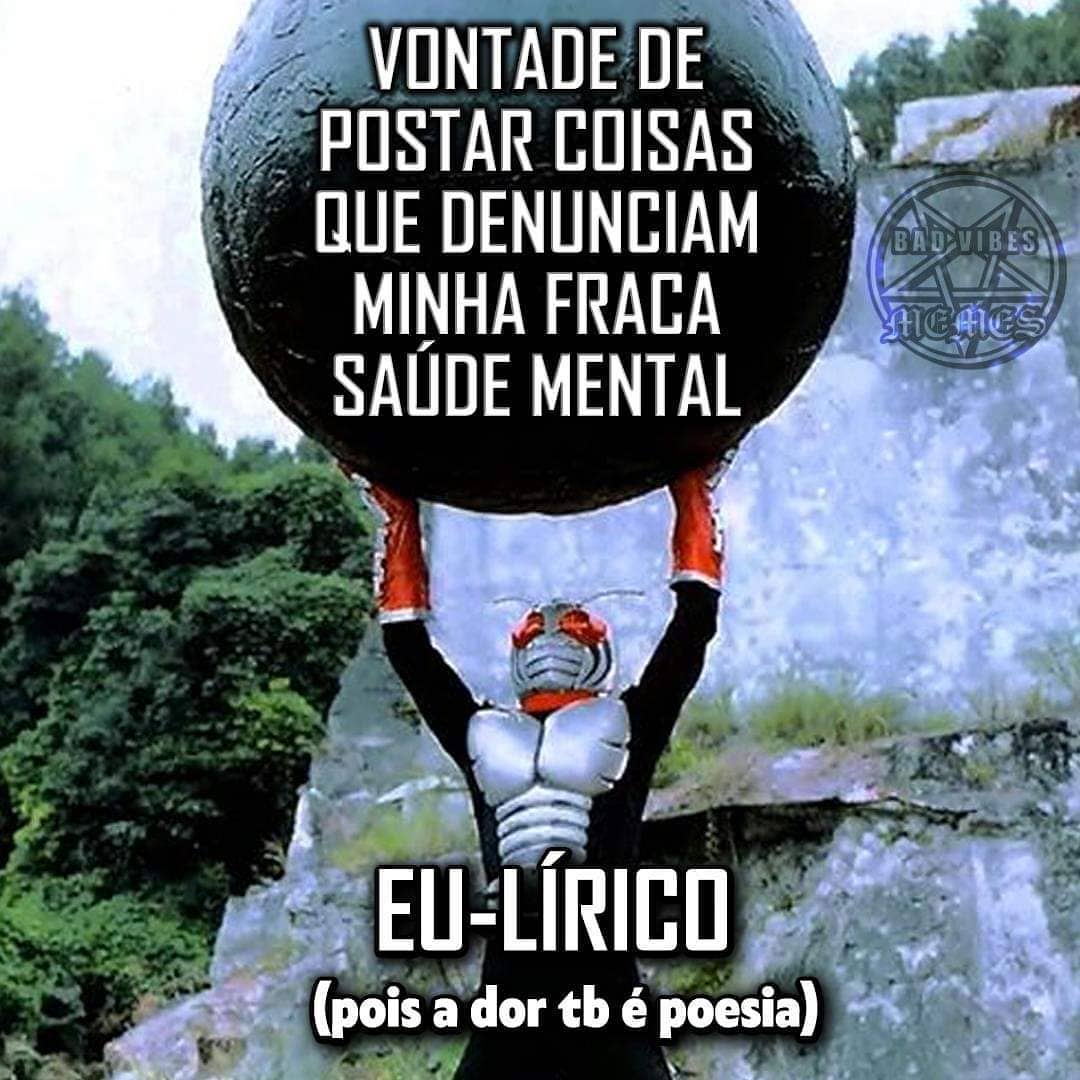 VONTADE DE
POSTAR COISAS
QUE DENUNCIAM
MINHA FRACA
SAÚDE MENTAL
BAD VIBES
MEMES
EU-LÍRICO
(pois a dor tb é poesia)